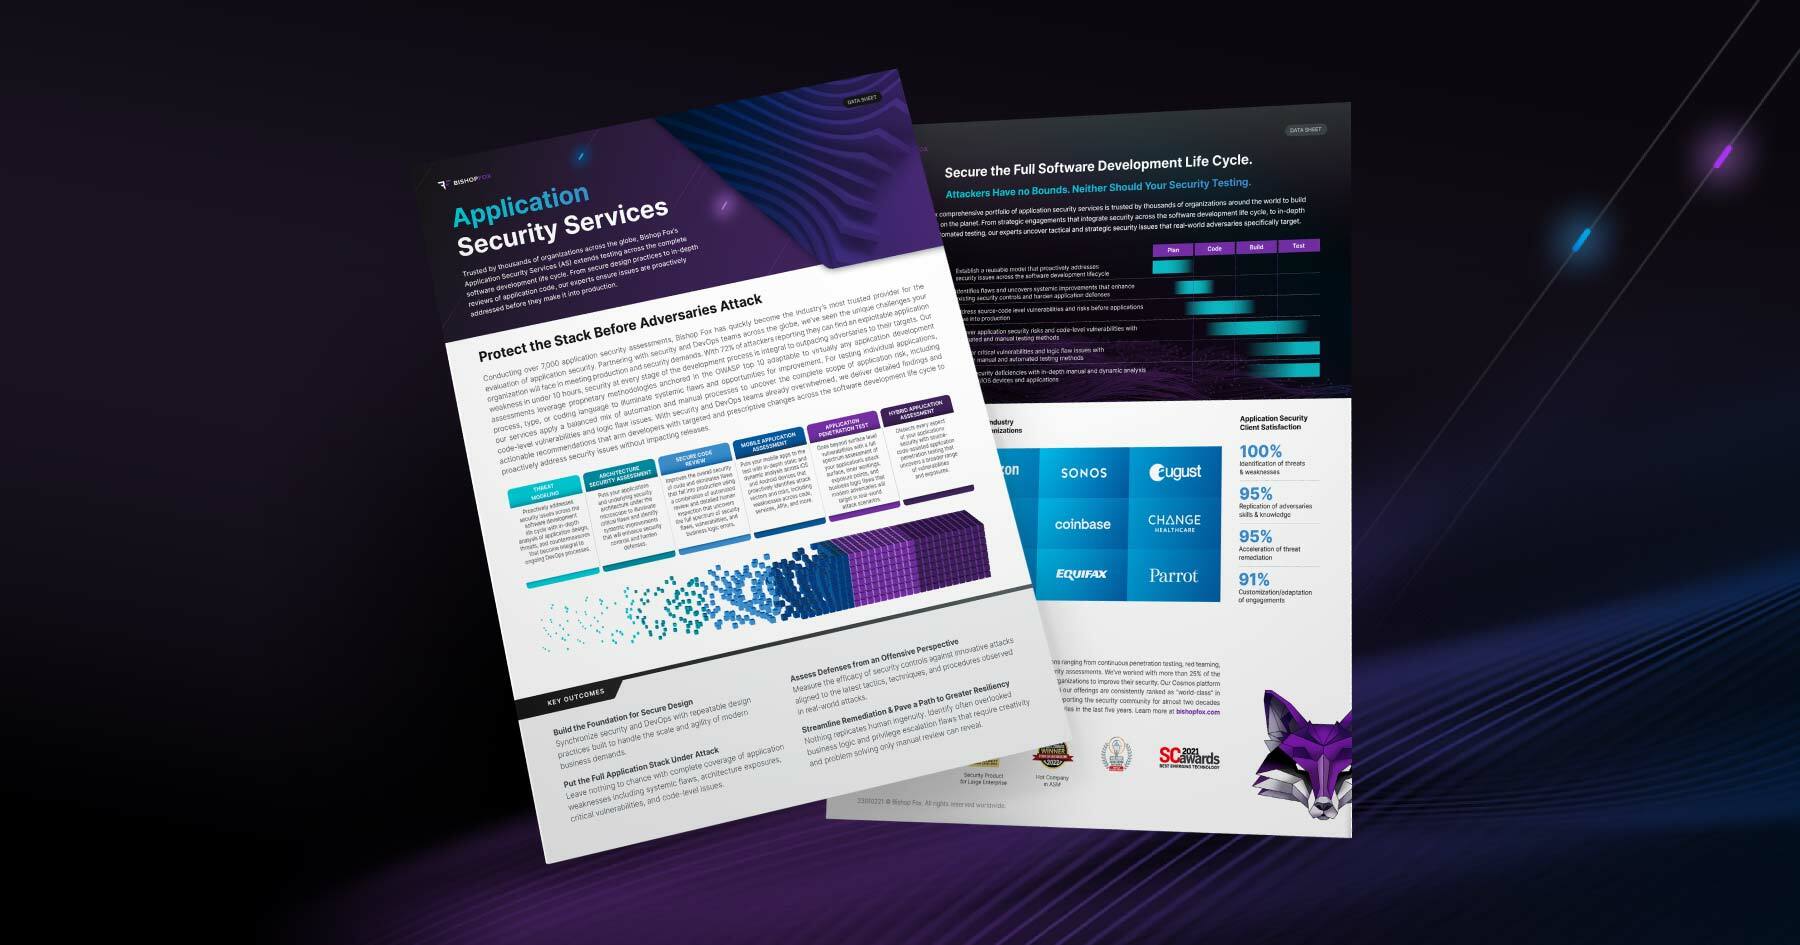 DATA SHEET
BISHOPFOX
Application
Security Services
Trusted by thousands of organizations across the globe, Bishop Fox's
Application Security Services (AS) extends testing across the complete
software development life cycle. From secure design practices to in-depth
reviews of application code, our experts ensure issues are proactively
addressed before they make it into production.
Protect the Stack Before Adversaries Attack
Conducting over 7,000 application security assessments, Bishop Fox has quickly become the industry's most trusted provider for the
evaluation of application security. Partnering with security and DevOps teams across the globe, we've seen the unique challenges your
organization will face in meeting production and security demands. With 72% of attackers reporting they can find an exploitable application
weakness in under 10 hours, security at every stage of the development process is integral to outpacing adversaries to their targets. Our
assessments leverage proprietary methodologies anchored in the OWASP top 10 adaptable to virtually any application development
process, type, or coding language to illuminate systemic flaws and opportunities for improvement. For testing individual applications,
our services apply a balanced mix of automation and manual processes to uncover the complete scope of application risk, including
code-level vulnerabilities and logic flaw issues. With security and DevOps teams already overwhelmed, we deliver detailed findings and
actionable recommendations that arm developers with targeted and prescriptive changes across the software development life cycle to
proactively address security issues without impacting releases.
THREAT
MODELING
Proactively addresses
security issues across the
software development
life cycle with in-depth
analysis of application design,
threats, and countermeasures
that become integral to
ongoing DevOps processes.
ARCHITECTURE
SECURITY ASSESSMENT
Puts your applications
and underlying security
architecture under the
microscope to illuminate
critical flaws and identify
systemic improvements
that will enhance security
controls and harden
defenses.
SECURE CODE
REVIEW
Improves the overall security
of code and eliminates flaws
that fall into production using
a combination of automated
review and detailed human
inspection that uncovers
the full spectrum of security
flaws, vulnerabilities, and
business logic errors.
MOBILE APPLICATION
ASSESSMENT
Puts your mobile apps to the
test with in-depth static and
dynamic analysis across iOS
and Android devices that
proactively identifies attack
vectors and risks, including
weaknesses across code,
services, APIs, and more.
APPLICATION
PENETRATION TEST
Goes beyond surface level
vulnerabilities with a full
spectrum assessment of
your application's attack
surface, inner workings,
exposure points, and
business logic flaws that
modern adversaries will
target in real-world
attack scenarios.
HYBRID APPLICATION
ASSESSMENT
Dissects every aspect
of your applications
security with source-
code-assisted application
penetration testing that
uncovers a broader range
of vulnerabilities
and exposures.
KEY OUTCOMES
Build the Foundation for Secure Design
Synchronize security and DevOps with repeatable design
practices built to handle the scale and agility of modern
business demands.
Put the Full Application Stack Under Attack
Leave nothing to chance with complete coverage of application
weaknesses including systemic flaws, architecture exposures,
critical vulnerabilities, and code-level issues.
Assess Defenses from an Offensive Perspective
Measure the efficacy of security controls against innovative attacks
aligned to the latest tactics, techniques, and procedures observed
in real-world attacks.
Streamline Remediation & Pave a Path to Greater Resiliency
Nothing replicates human ingenuity. Identify often overlooked
business logic and privilege escalation flaws that require creativity
and problem solving only manual review can reveal.
DATA SHEET
Secure the Full Software Development Life Cycle.
Attackers Have no Bounds. Neither Should Your Security Testing.
comprehensive portfolio of application security services is trusted by thousands of organizations around the world to build
on the planet. From strategic engagements that integrate security across the software development life cycle, to in-depth
omated testing, our experts uncover tactical and strategic security issues that real-world adversaries specifically target.
Plan Code Build Test
Establish a reusable model that proactively addresses
security issues across the software development lifecycle
dentifies flaws and uncovers systemic improvements that enhance
xisting security controls and harden application defenses
dress source-code level vulnerabilities and risks before applications
into production
ver application security risks and code-level vulnerabilities with
ated and manual testing methods
r critical vulnerabilities and logic flaw issues with
manual and automated testing methods
curity deficiencies with in-depth manual and dynamic analysis
iOS devices and applications
ndustry
anizations
zon
SONOS
august
coinbase
CHANGE
HEALTHCARE
EQUIFAX
Parrot
Application Security
Client Satisfaction
100%
Identification of threats
& weaknesses
95%
Replication of adversaries
skills & knowledge
95%
Acceleration of threat
remediation
91%
Customization/adaptation
of engagements
ns ranging from continuous penetration testing, red teaming,
ity assessments. We've worked with more than 25% of the
ganizations to improve their security. Our Cosmos platform
our offerings are consistently ranked as "world-class" in
porting the security community for almost two decades
ies in the last five years. Learn more at bishopfox.com
Security Product
for Large Enterprise
WINNER
2022
Hot Company
in ASM
SC 2021
awards
BEST EMERGING TECHNOLOGY
© Bishop Fox. All rights reserved worldwide.